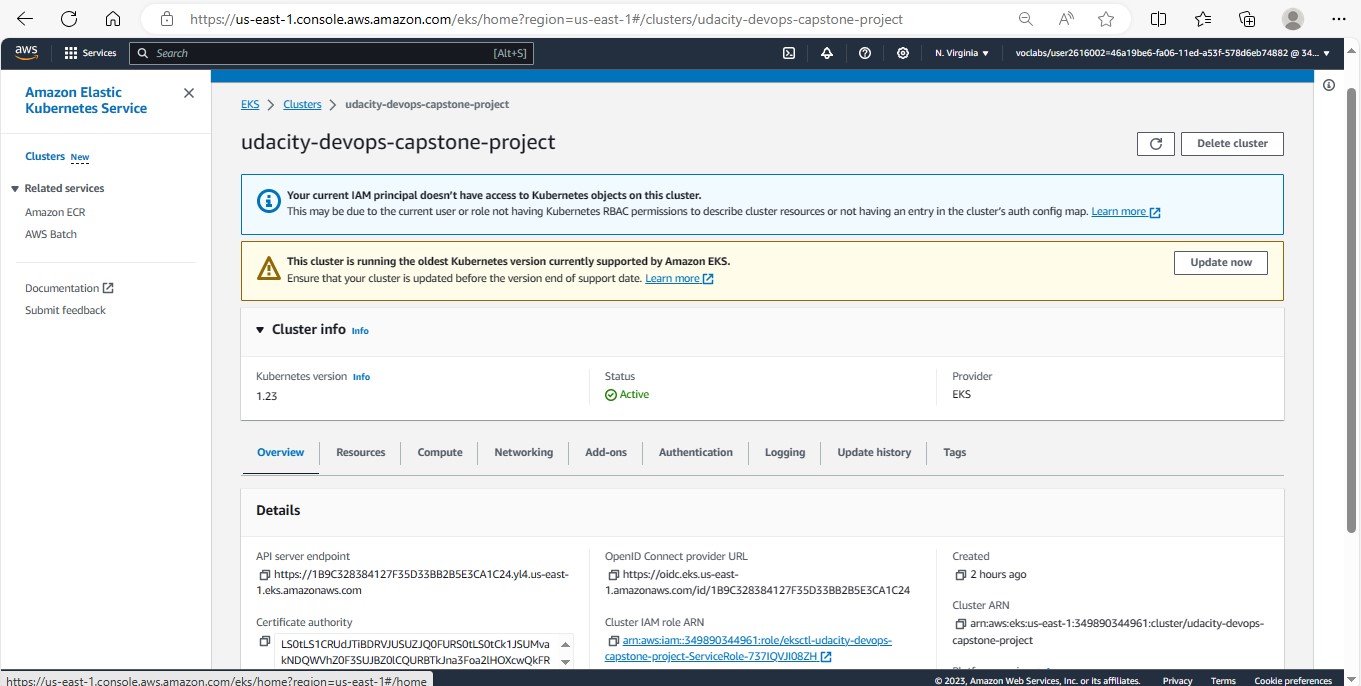 https://us-east-1.console.aws.amazon.com/eks/home?region=us-east-1#/clusters/udacity-devops-capstone-project
aws
Services
Search
[Alt+S]
N. Virginia
voclabs/user2616002=46a19be6-fa06-11ed-a53f-578d6eb74882 @ 34...
Amazon Elastic
Kubernetes Service
Clusters New
Related services
Amazon ECR
AWS Batch
Documentation
Submit feedback
EKS
Clusters
udacity-devops-capstone-project
udacity-devops-capstone-project
Delete cluster
Your current IAM principal doesn't have access to Kubernetes objects on this cluster.
This may be due to the current user or role not having Kubernetes RBAC permissions to describe cluster resources or not having an entry in the cluster's auth config map. Learn more
This cluster is running the oldest Kubernetes version currently supported by Amazon EKS.
Ensure that your cluster is updated before the version end of support date. Learn more
Update now
Cluster info Info
Kubernetes version Info
1.23
Status
Active
Provider
EKS
Overview
Resources
Compute
Networking
Add-ons
Authentication
Logging
Update history
Tags
Details
API server endpoint
https://1B9C328384127F35D33BB2B5E3CA1C24.yl4.us-east-
1.eks.amazonaws.com
Certificate authority
LS0tLS1CRUdJTiBDRVJUSUZJQ0FURS0tLS0tCk1JSUMva
kNDQWVhZ0F3SUJBZ0lCQURBTkJna3Foa2lHOXcwQkFR
OpenID Connect provider URL
https://oidc.eks.us-east-
1.amazonaws.com/id/1B9C328384127F35D33BB2B5E3CA1C24
Cluster IAM role ARN
arn:aws:iam::349890344961:role/eksctl-udacity-devops-
capstone-project-ServiceRole-737IQVJI08ZH
Created
2 hours ago
Cluster ARN
arn:aws:eks:us-east-1:349890344961:cluster/udacity-devops-
capstone-project
https://us-east-1.console.aws.amazon.com/eks/home?region=us-east-1#/home
© 2023, Amazon Web Services, Inc. or its affiliates.
Privacy
Terms
Cookie preferences